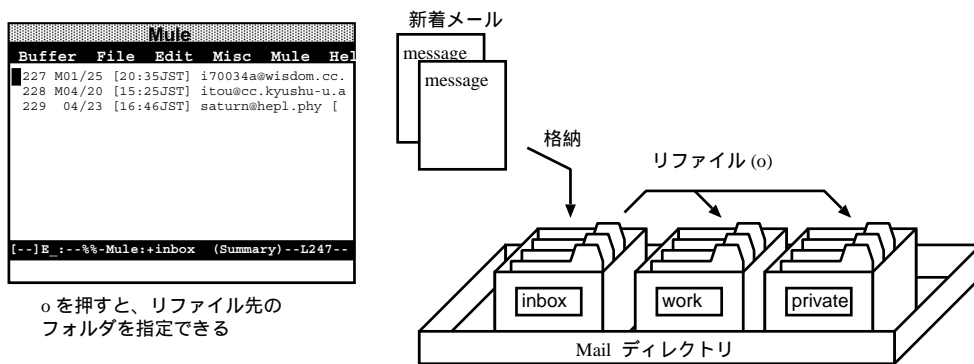 Mule
Buffer File Edit Misc Mule Hel
227 M01/25 [20:35JST] i70034a@wisdom.cc.
228 M04/20 [15:25JST] itou@cc.kyushu-u.a
229 04/23 [16:46JST] saturn@hepl.phy [
[--]E_:--%%-Mule:+inbox (Summary)--L247--
o を押すと、リファイル先の
フォルダを指定できる
新着メール
message
message
格納
リファイル (o)
inbox
work
private
Mail ディレクトリ